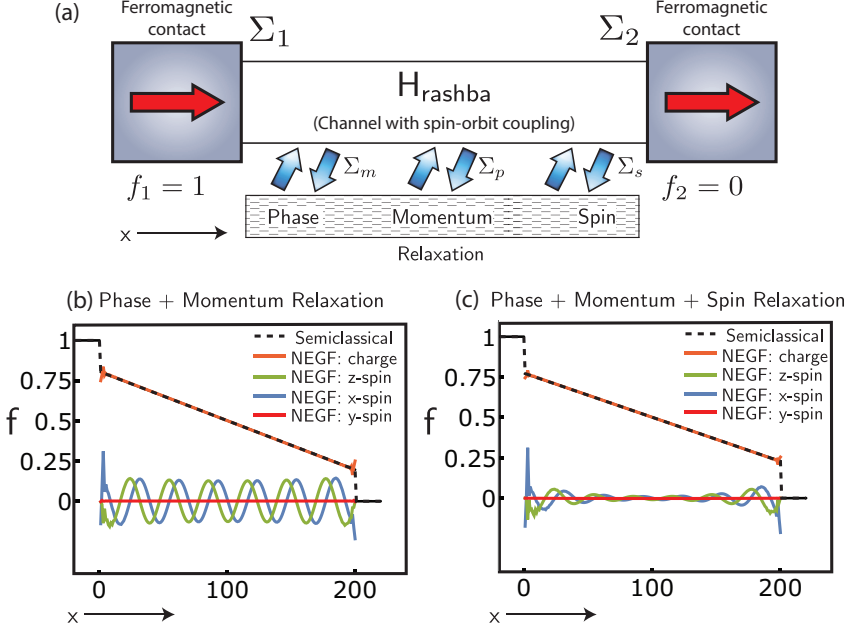 (a)
Ferromagnetic
contact
Σ1
Σ2
Ferromagnetic
contact
Hrashba
(Channel with spin-orbit coupling)
f1 = 1
Σm
Σp
Σs
f2 = 0
Phase
Momentum
Spin
x
Relaxation
(b) Phase + Momentum Relaxation
1
0.75
0.5
0.25
0
f
Semiclassical
NEGF: charge
NEGF: z-spin
NEGF: x-spin
NEGF: y-spin
0
100
200
x
(c) Phase + Momentum + Spin Relaxation
1
0.75
0.5
0.25
0
f
Semiclassical
NEGF: charge
NEGF: z-spin
NEGF: x-spin
NEGF: y-spin
0
100
200
x